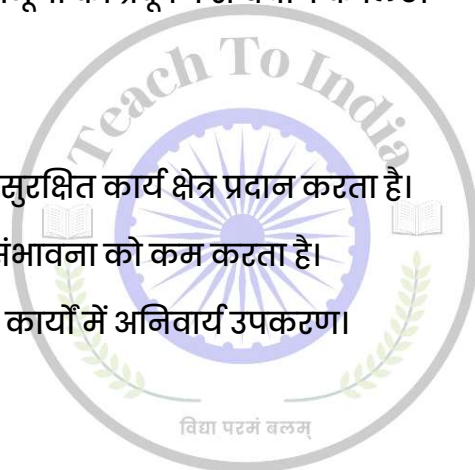 Teach To India
सुरक्षित कार्य क्षेत्र प्रदान करता है।
संभावना को कम करता है।
कार्यों में अनिवार्य उपकरण।
विद्या परमं बलम्